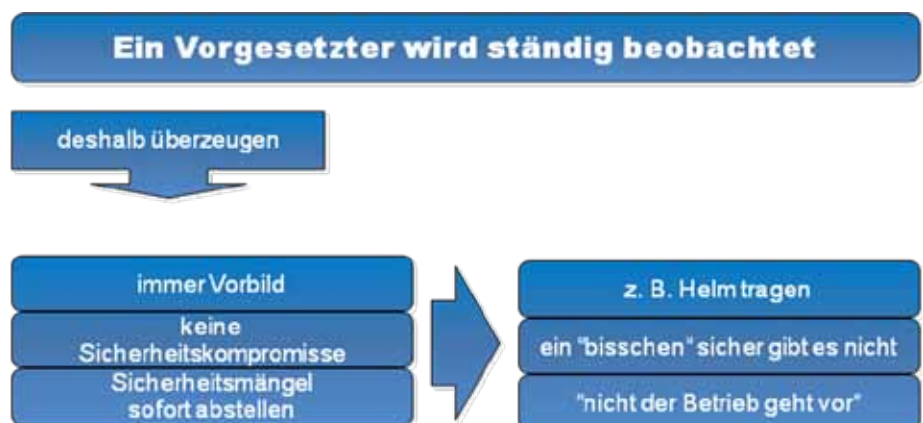 Ein Vorgesetzter wird ständig beobachtet
deshalb überzeugen
immer Vorbild
keine
Sicherheitskompromisse
Sicherheitsmängel
sofort abstellen
z. B. Helm tragen
ein "bisschen" sicher gibt es nicht
"nicht der Betrieb geht vor"